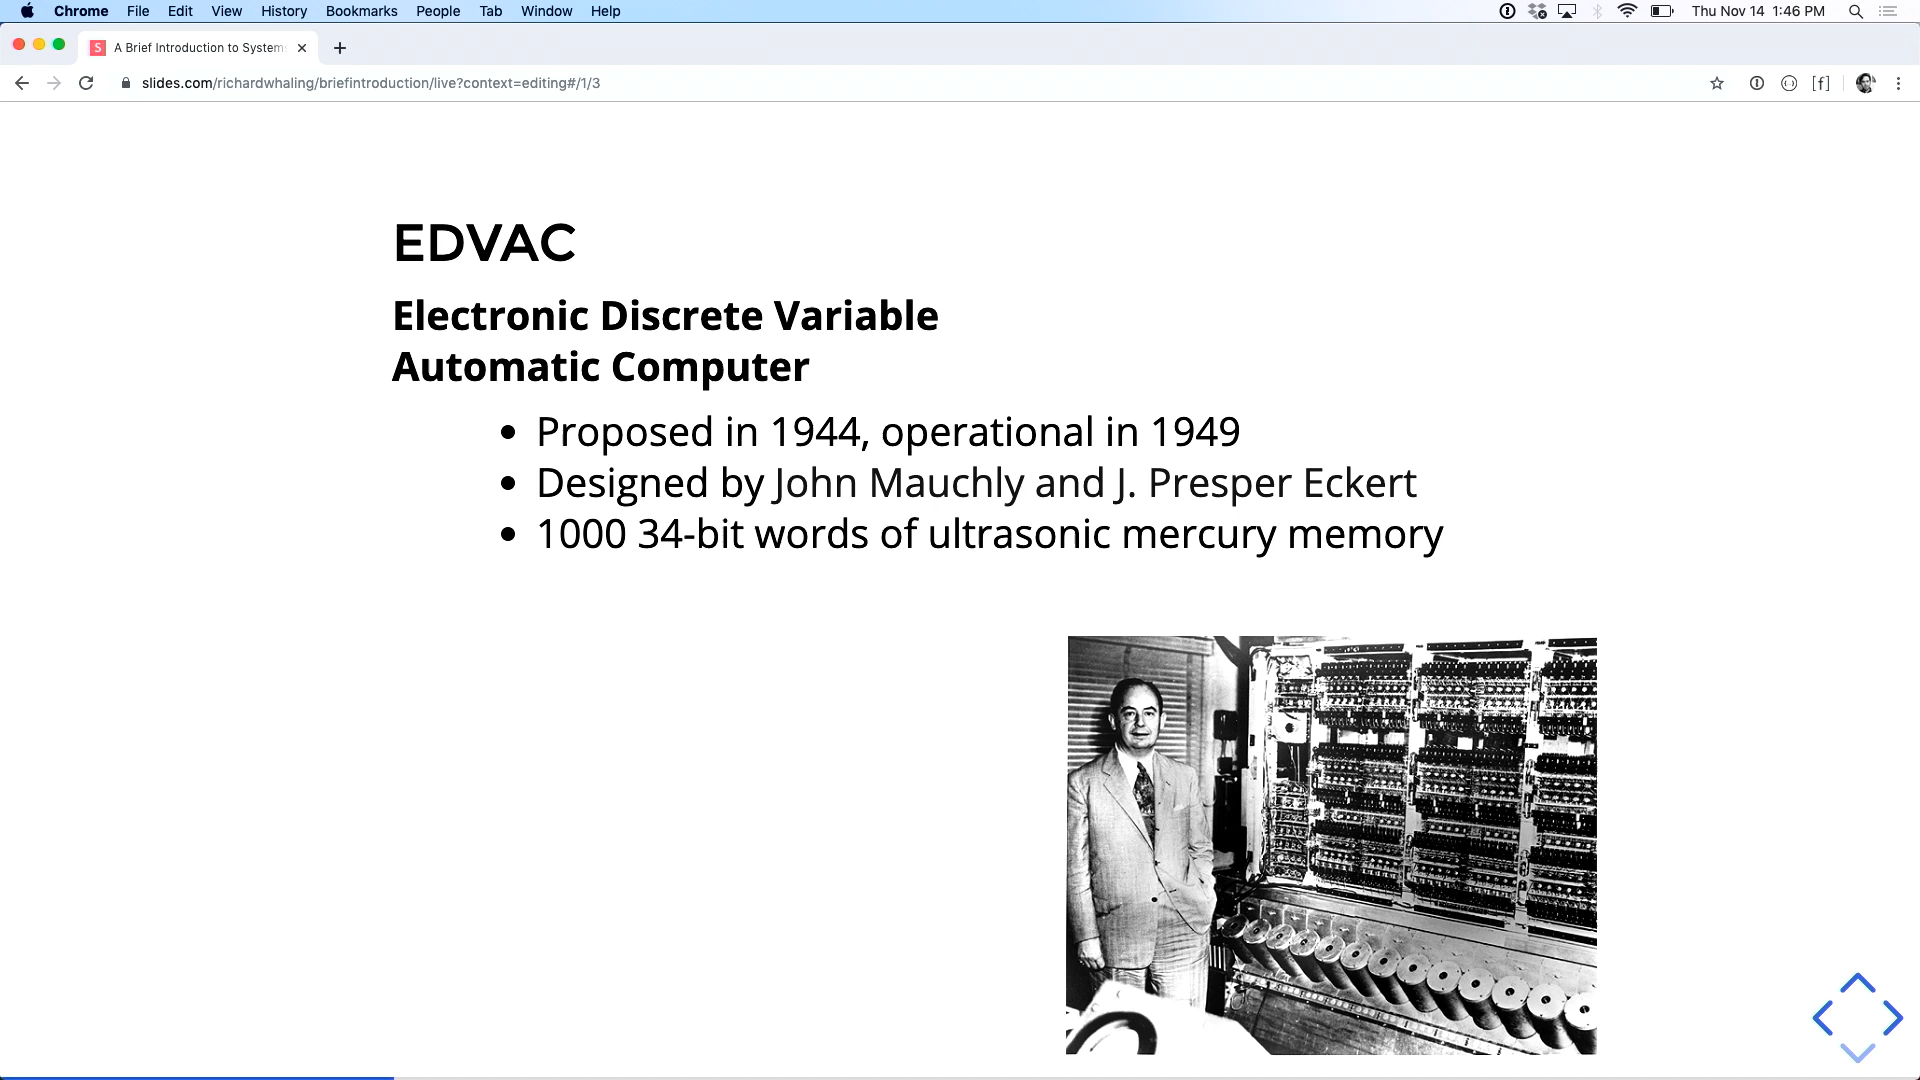 Chrome File Edit View History Bookmarks People Tab Window Help Thu Nov 14 1:46 PM
S A Brief Introduction to System
slides.com/richardwhaling/briefintroduction/live?context=editing#/1/3 [f]
EDVAC
Electronic Discrete Variable
Automatic Computer
• Proposed in 1944, operational in 1949
• Designed by John Mauchly and J. Presper Eckert
• 1000 34-bit words of ultrasonic mercury memory